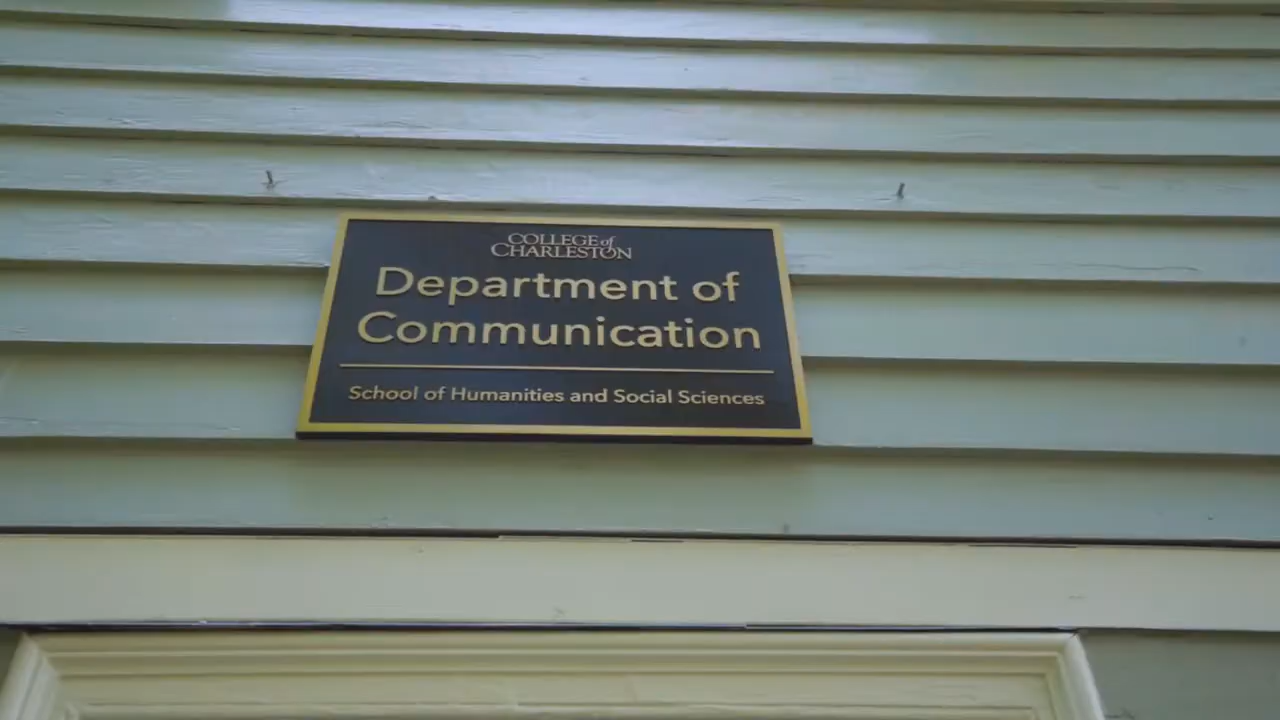 COLLEGE of
CHARLESTON
Department of
Communication
School of Humanities and Social Sciences